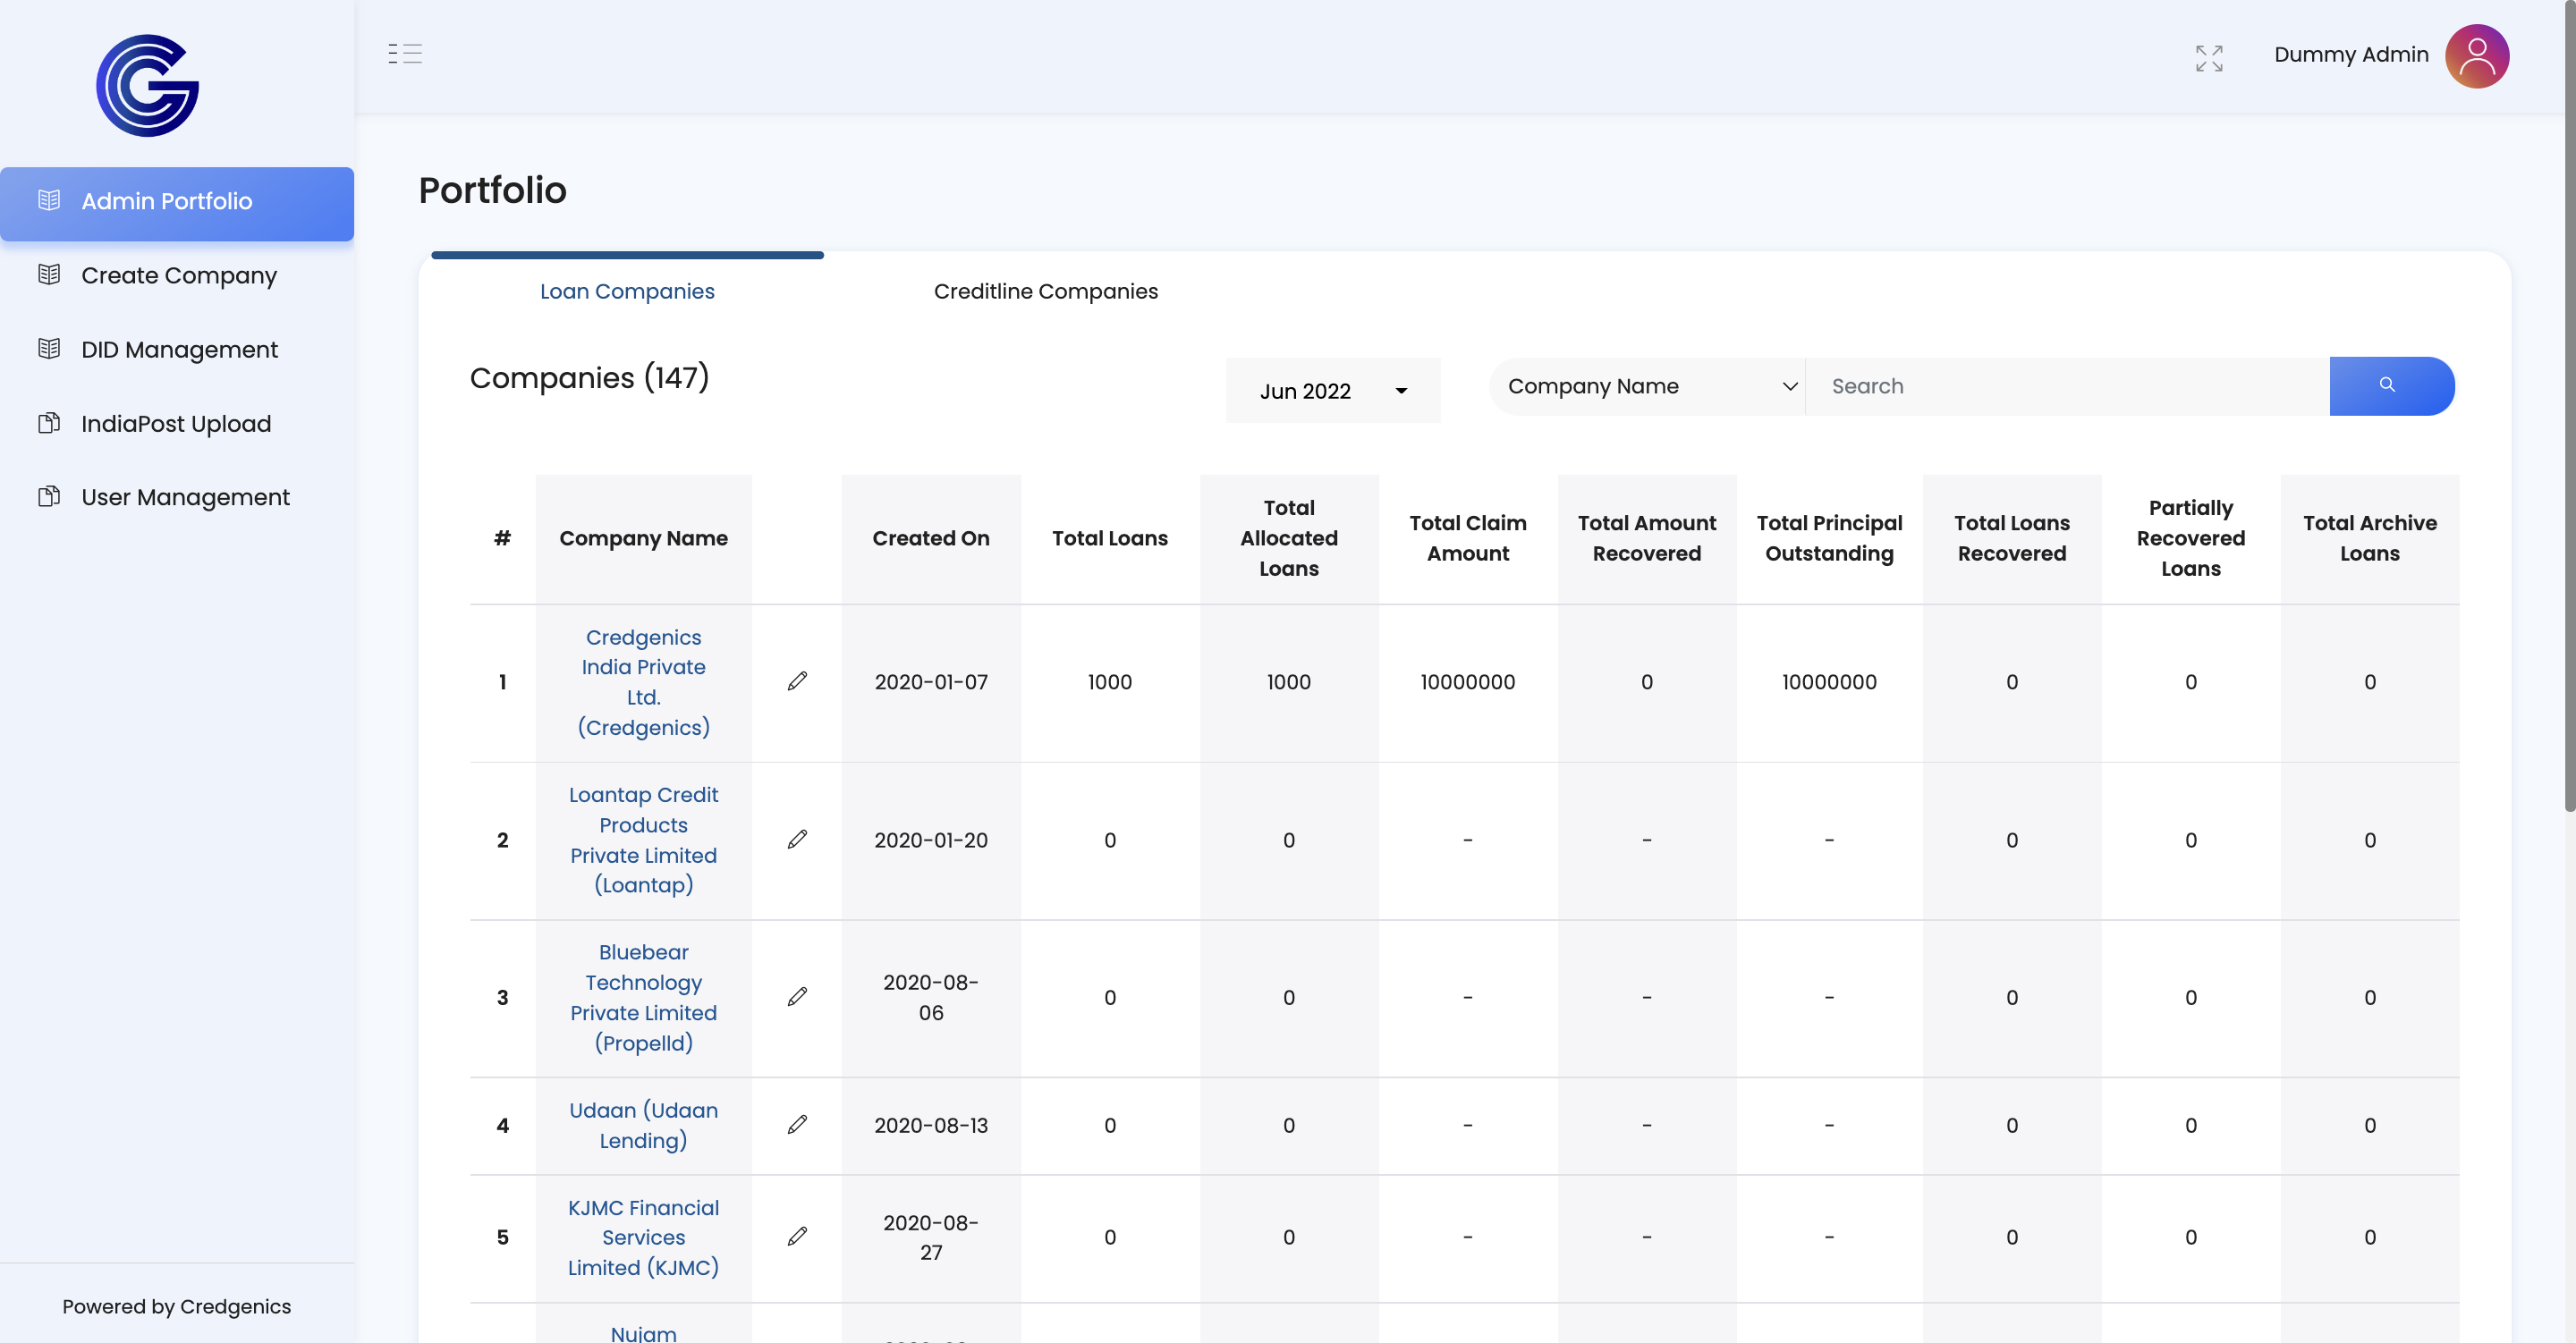 Dummy Admin
Admin Portfolio
Create Company
DID Management
IndiaPost Upload
User Management
Powered by Credgenics
Portfolio
Loan Companies
Creditline Companies
Companies (147)
Jun 2022
Company Name
Search
#
Company Name
Created On
Total Loans
Total
Allocated
Loans
Total Claim
Amount
Total Amount
Recovered
Total Principal
Outstanding
Total Loans
Recovered
Partially
Recovered
Loans
Total Archive
Loans
1
Credgenics
India Private
Ltd.
(Credgenics)
2020-01-07
1000
1000
10000000
0
10000000
0
0
0
2
Loantap Credit
Products
Private Limited
(Loantap)
2020-01-20
0
0
-
-
-
0
0
0
3
Bluebear
Technology
Private Limited
(Propelld)
2020-08-
06
0
0
-
-
-
0
0
0
4
Udaan (Udaan
Lending)
2020-08-13
0
0
-
-
-
0
0
0
5
KJMC Financial
Services
Limited (KJMC)
2020-08-
27
0
0
-
-
-
0
0
0
Nujam